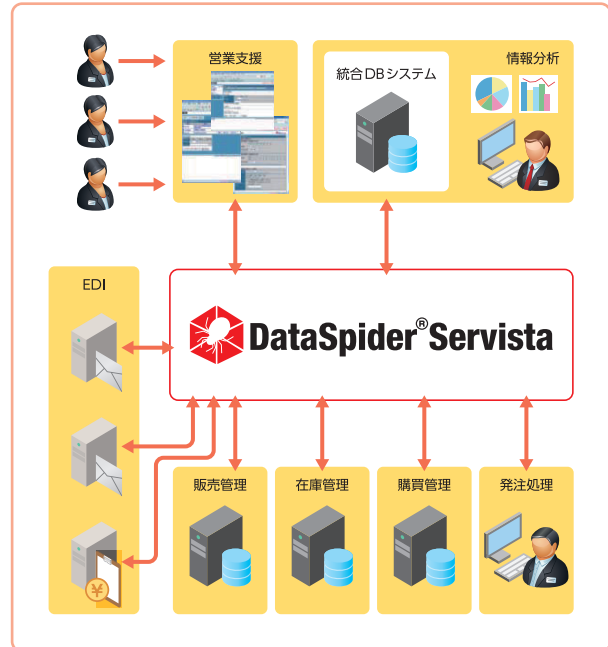 営業支援
統合DBシステム
情報分析
EDI
DataSpider® Servista
販売管理
在庫管理
購買管理
発注処理
¥